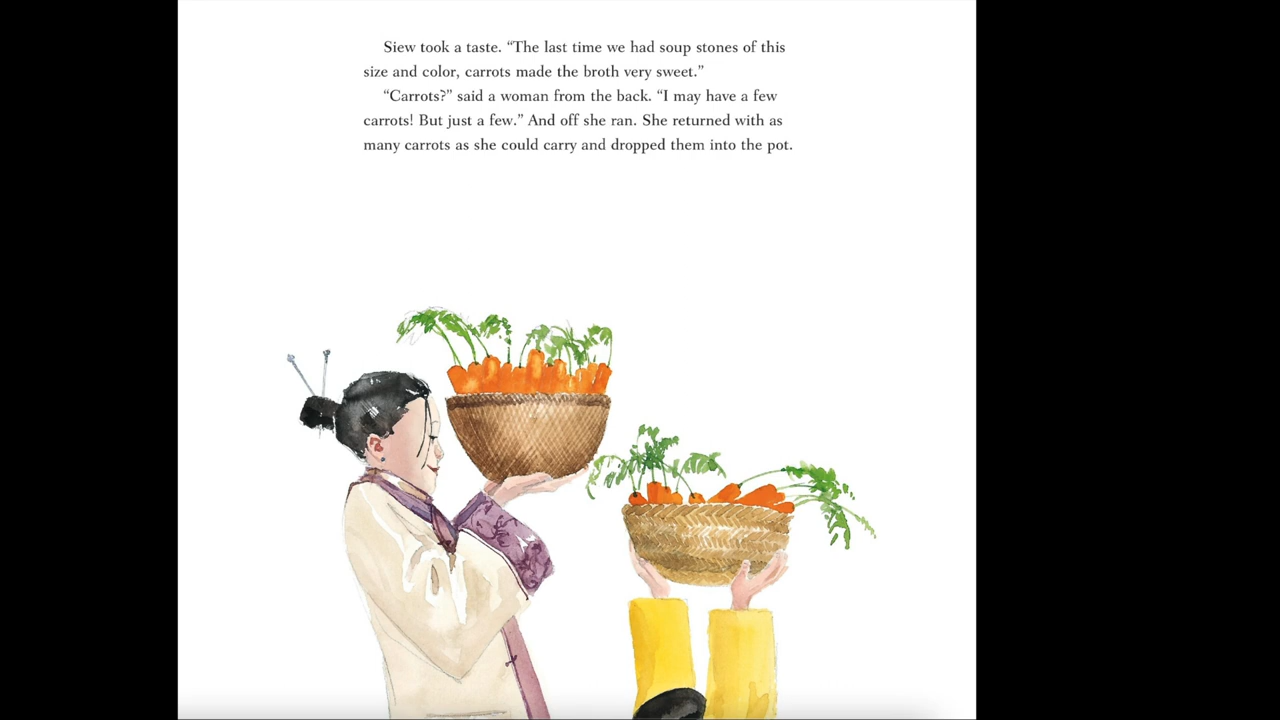 Siew took a taste. “The last time we had soup stones of this
size and color, carrots made the broth very sweet.”
“Carrots?” said a woman from the back. “I may have a few
carrots! But just a few.” And off she ran. She returned with as
many carrots as she could carry and dropped them into the pot.